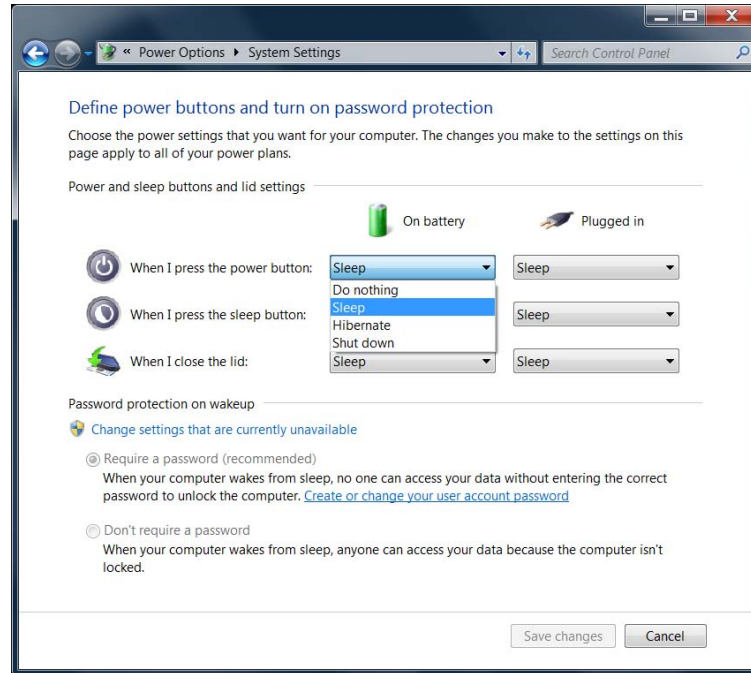 « Power Options ▸ System Settings
Search Control Panel
Define power buttons and turn on password protection
Choose the power settings that you want for your computer. The changes you make to the settings on this
page apply to all of your power plans.
Power and sleep buttons and lid settings
On battery
Plugged in
When I press the power button:
Sleep
Sleep
Do nothing
Sleep
Hibernate
Shut down
When I press the sleep button:
Sleep
When I close the lid:
Sleep
Sleep
Password protection on wakeup
Change settings that are currently unavailable
Require a password (recommended)
When your computer wakes from sleep, no one can access your data without entering the correct
password to unlock the computer. Create or change your user account password
Don't require a password
When your computer wakes from sleep, anyone can access your data because the computer isn't
locked.
Save changes
Cancel